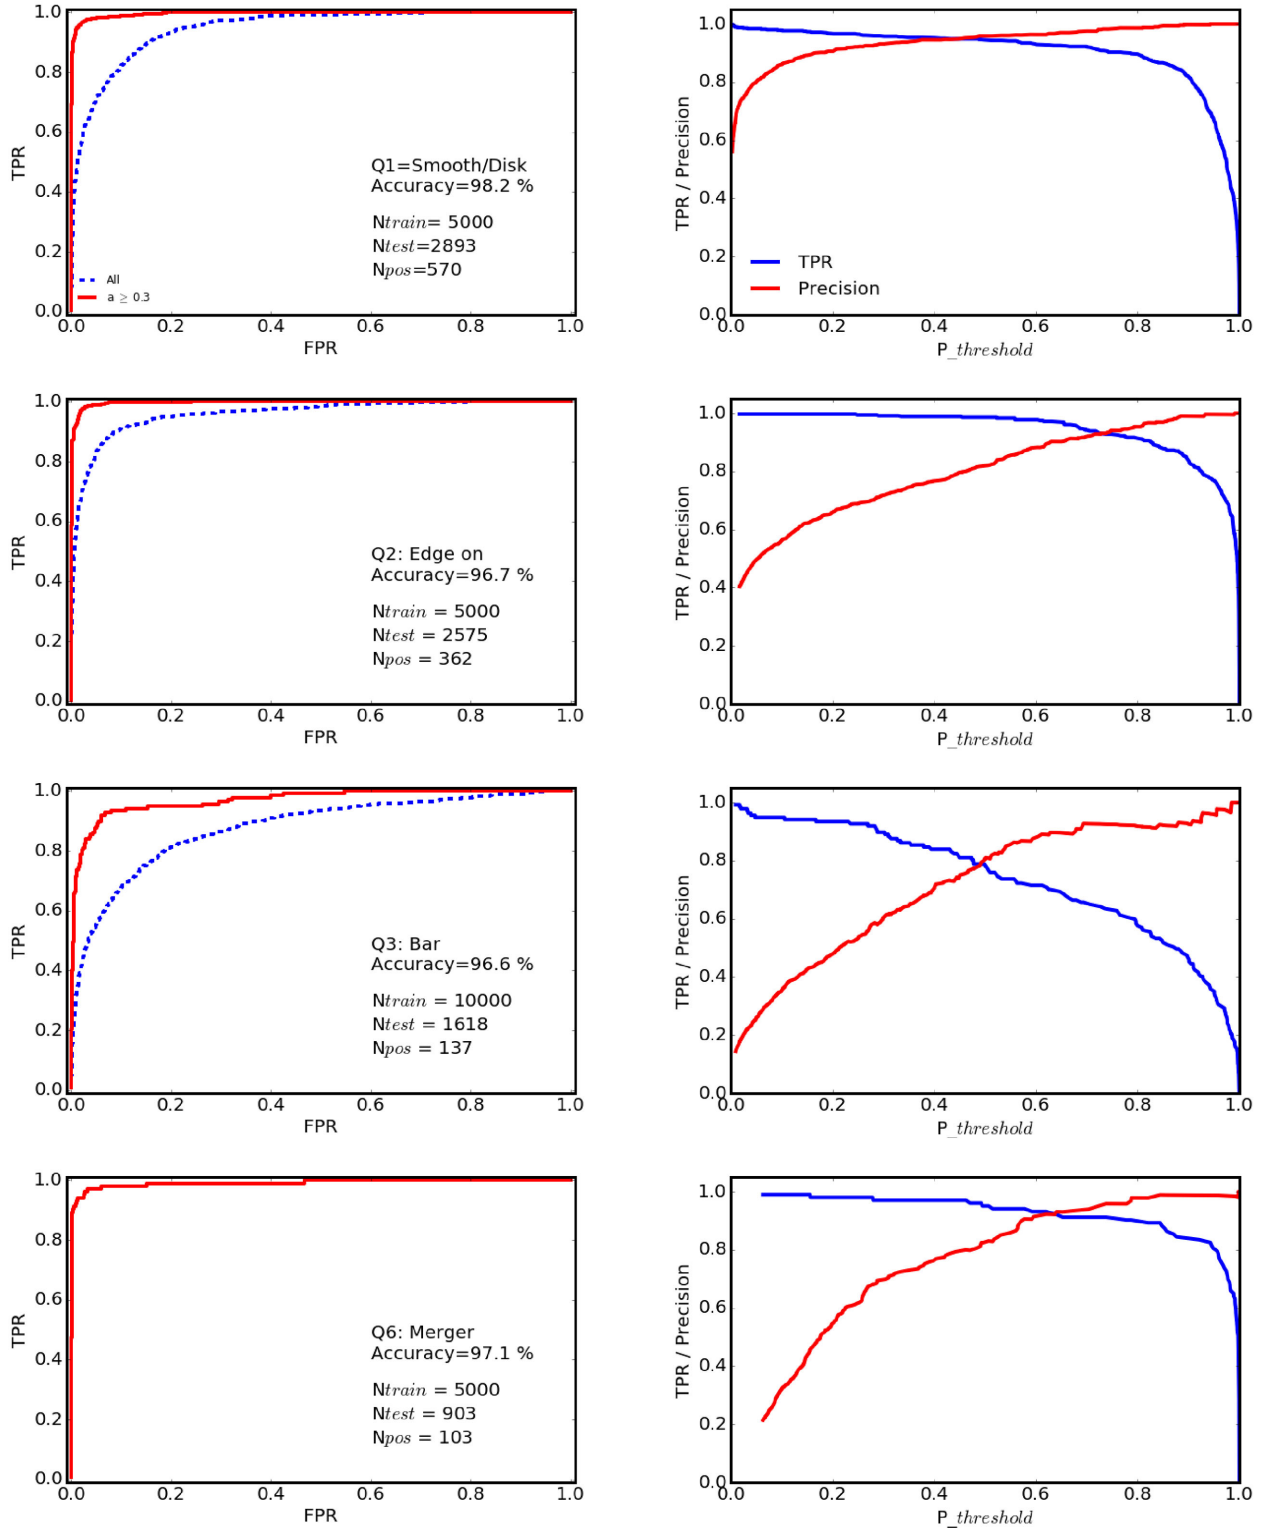 1.0
0.8
0.6
0.4
0.2
0.0
TPR
Q1=Smooth/Disk
Accuracy=98.2 %
Ntrain= 5000
Ntest=2893
Npos=570
All
a ≥ 0.3
0.0 0.2 0.4 0.6 0.8 1.0
FPR
1.0
0.8
0.6
0.4
0.2
0.0
TPR / Precision
TPR
Precision
0.0 0.2 0.4 0.6 0.8 1.0
P_threshold
1.0
0.8
0.6
0.4
0.2
0.0
TPR
Q2: Edge on
Accuracy=96.7 %
Ntrain = 5000
Ntest = 2575
Npos = 362
0.0 0.2 0.4 0.6 0.8 1.0
FPR
1.0
0.8
0.6
0.4
0.2
0.0
TPR / Precision
0.0 0.2 0.4 0.6 0.8 1.0
P_threshold
1.0
0.8
0.6
0.4
0.2
0.0
TPR
Q3: Bar
Accuracy=96.6 %
Ntrain = 10000
Ntest = 1618
Npos = 137
0.0 0.2 0.4 0.6 0.8 1.0
FPR
1.0
0.8
0.6
0.4
0.2
0.0
TPR / Precision
0.0 0.2 0.4 0.6 0.8 1.0
P_threshold
1.0
0.8
0.6
0.4
0.2
0.0
TPR
Q6: Merger
Accuracy=97.1 %
Ntrain = 5000
Ntest = 903
Npos = 103
0.0 0.2 0.4 0.6 0.8 1.0
FPR
1.0
0.8
0.6
0.4
0.2
0.0
TPR / Precision
0.0 0.2 0.4 0.6 0.8 1.0
P_threshold